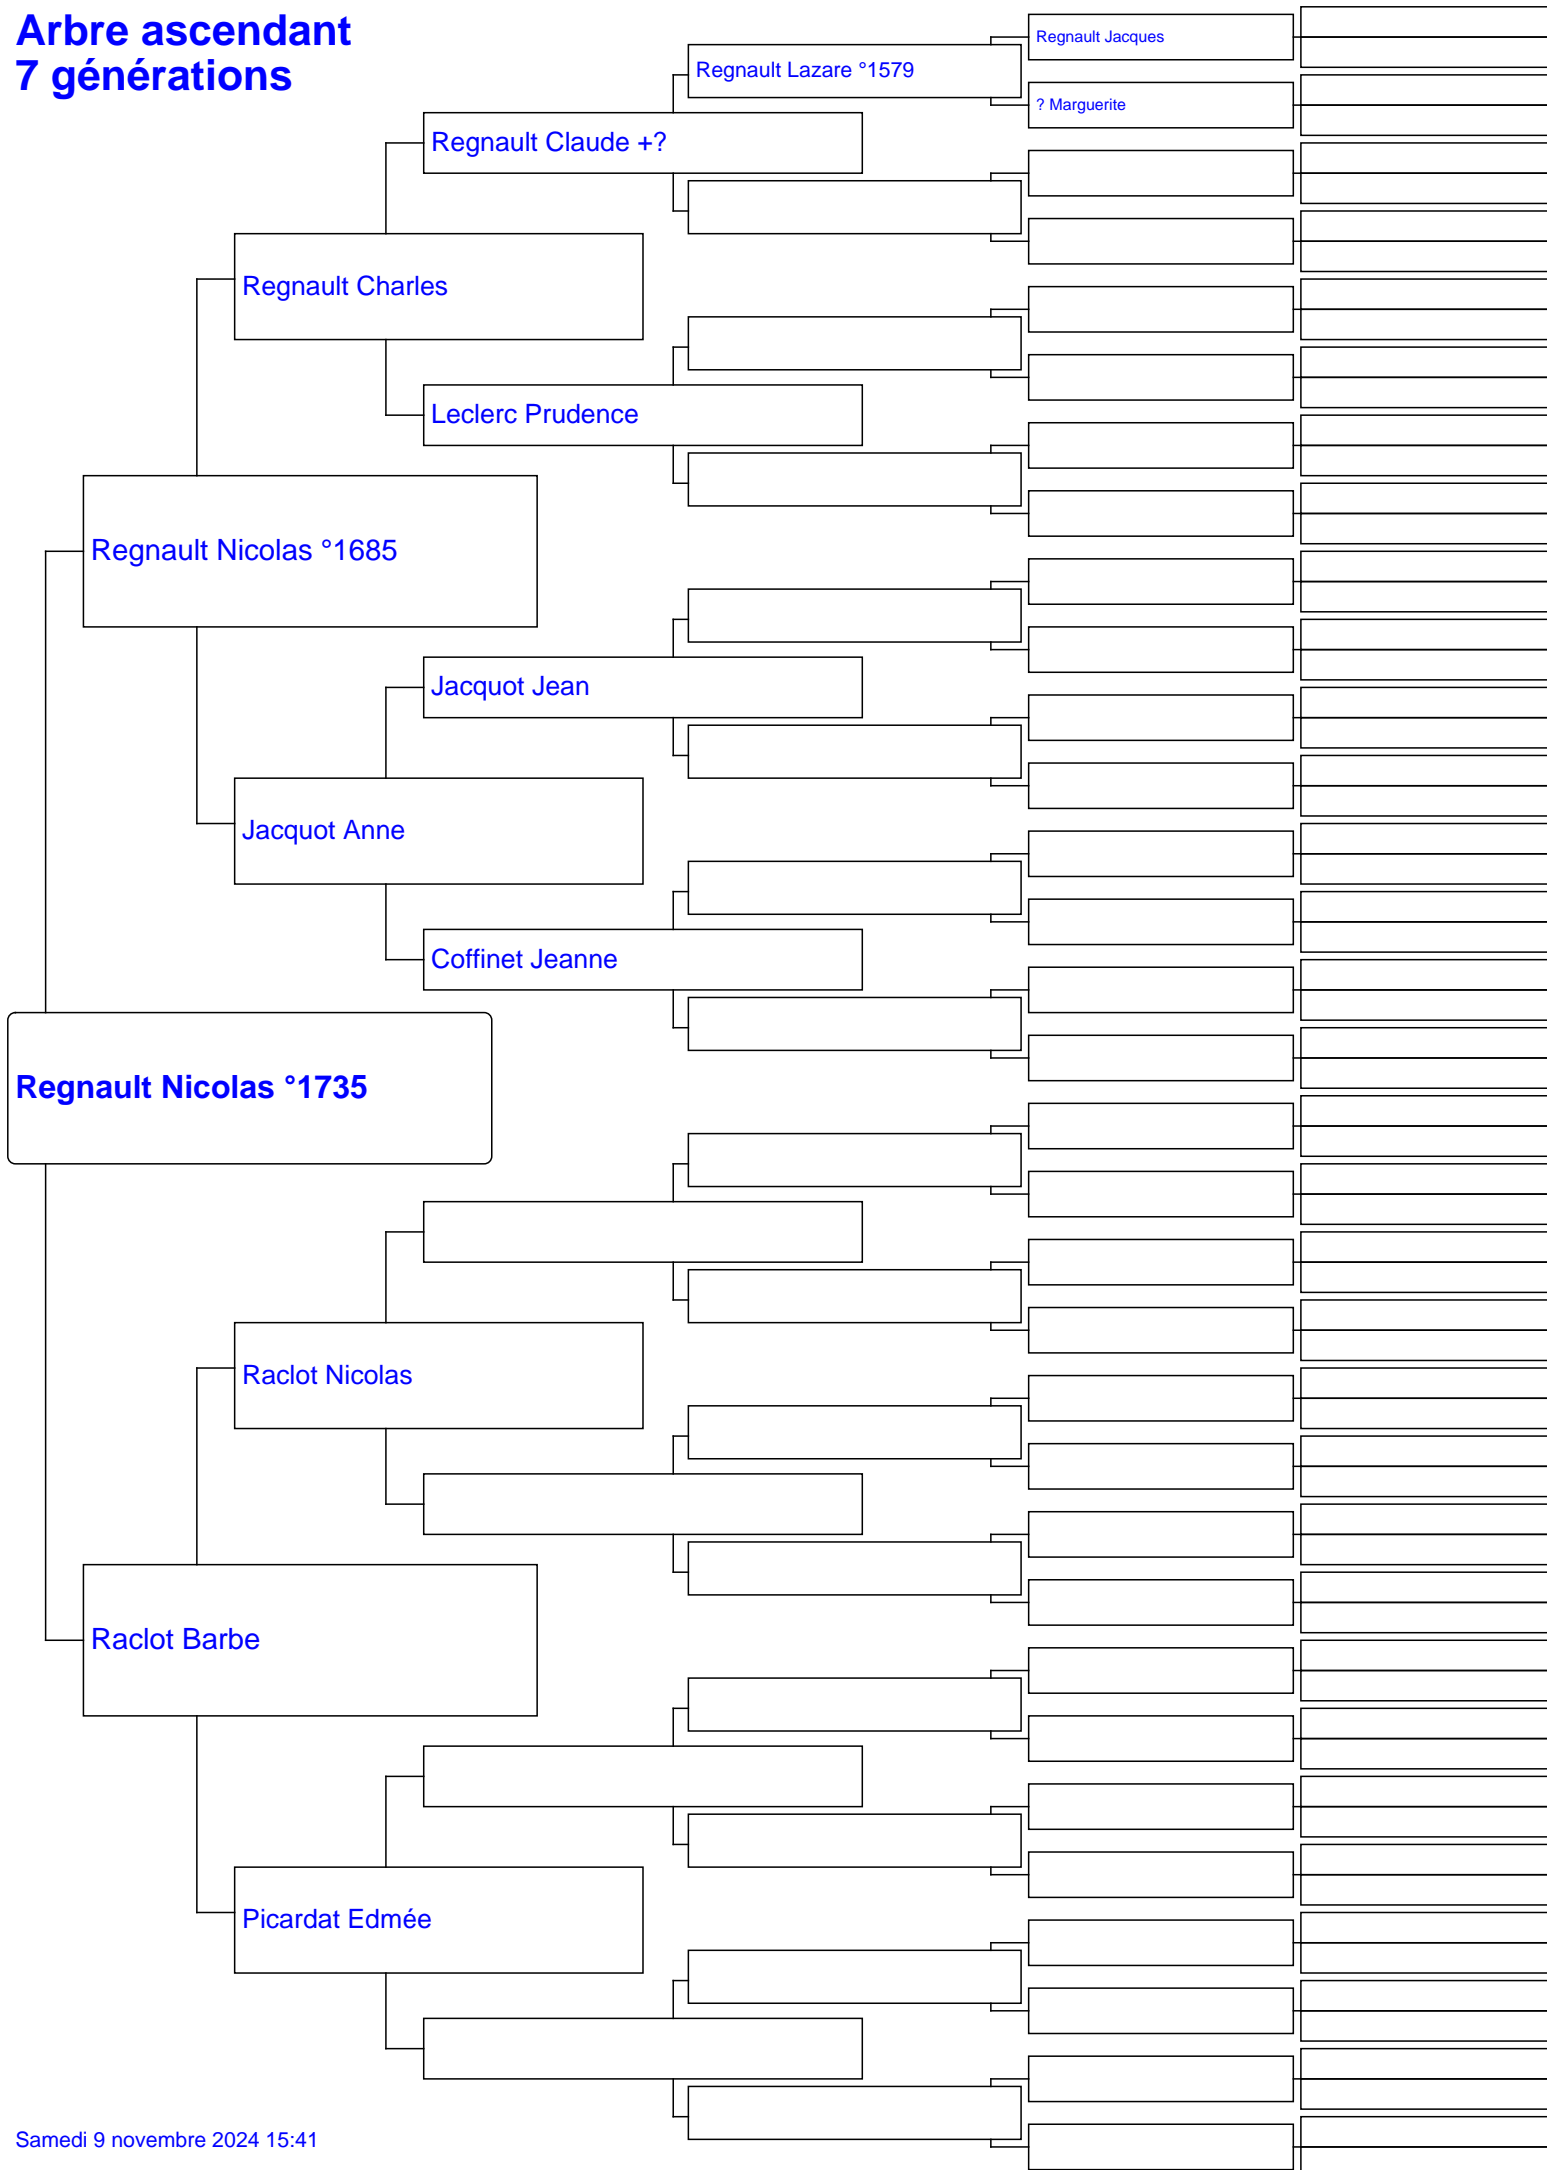 Arbre ascendant
7 générations
Regnault Jacques
Regnault Lazare °1579
? Marguerite
Regnault Claude +?
Regnault Charles
Leclerc Prudence
Regnault Nicolas °1685
Jacquot Jean
Jacquot Anne
Coffinet Jeanne
Regnault Nicolas °1735
Raclot Nicolas
Raclot Barbe
Picardat Edmée
Samedi 9 novembre 2024 15:41